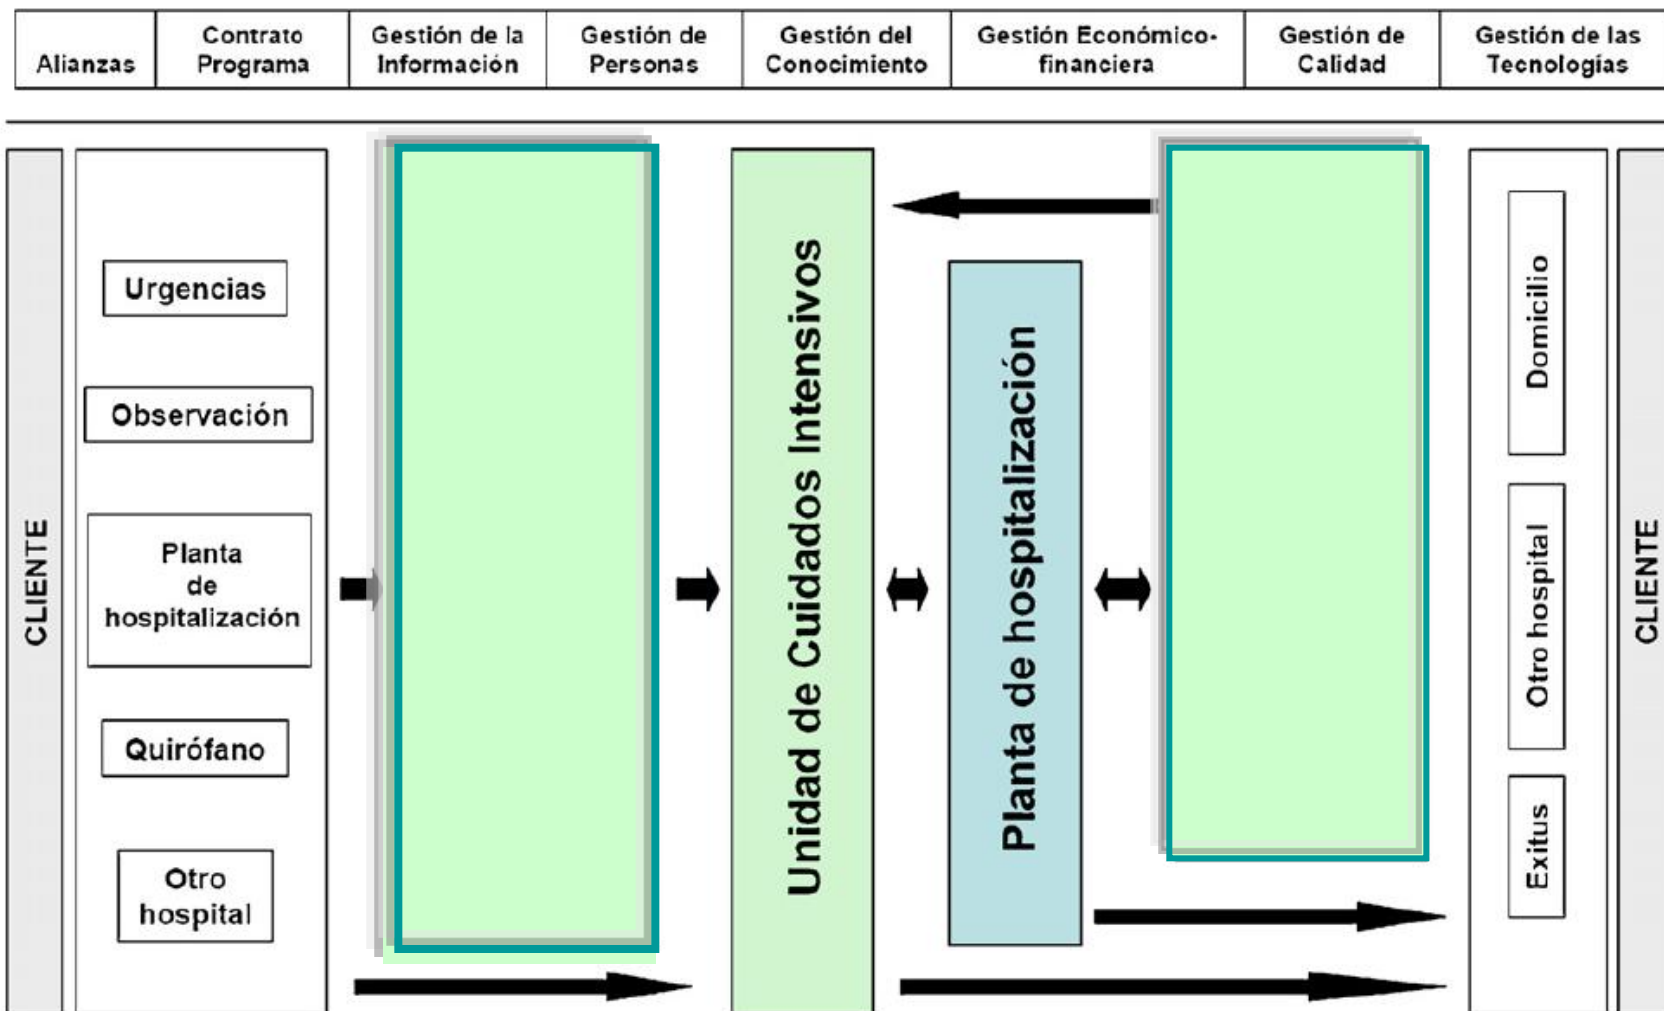 Alianzas
Contrato
Programa
Gestión de la
Información
Gestión de
Personas
Gestión del
Conocimiento
Gestión Económico-
financiera
Gestión de
Calidad
Gestión de las
Tecnologías
CLIENTE
Urgencias
Observación
Planta
de
hospitalización
Quirófano
Otro
hospital
Unidad de Cuidados Intensivos
Planta de hospitalización
Domicilio
Otro hospital
Exitus
CLIENTE